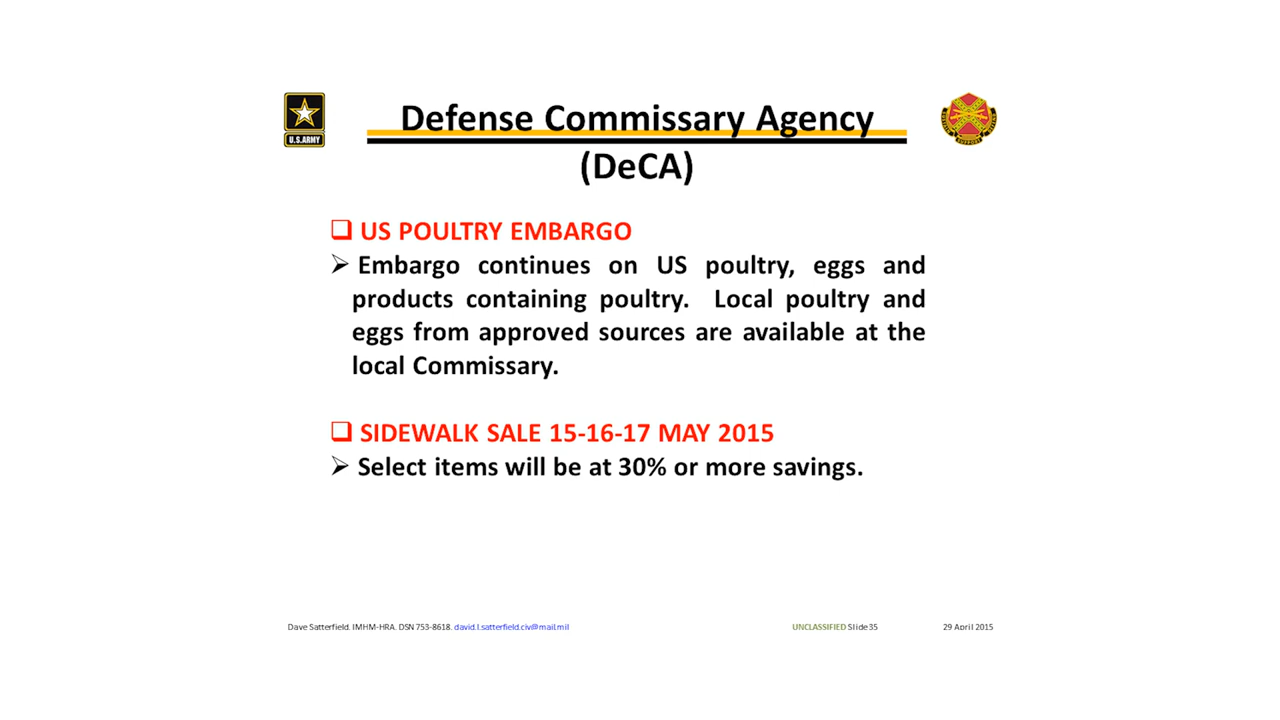 Defense Commissary Agency
(DeCA)
U.S.ARMY
❑ US POULTRY EMBARGO
➢ Embargo continues on US poultry, eggs and
products containing poultry. Local poultry and
eggs from approved sources are available at the
local Commissary.
❑ SIDEWALK SALE 15-16-17 MAY 2015
➢ Select items will be at 30% or more savings.
Dave Satterfield. IMHM-HRA. DSN 753-8618. david.l.satterfield.civ@mail.mil
UNCLASSIFIED Slide 35
29 April 2015